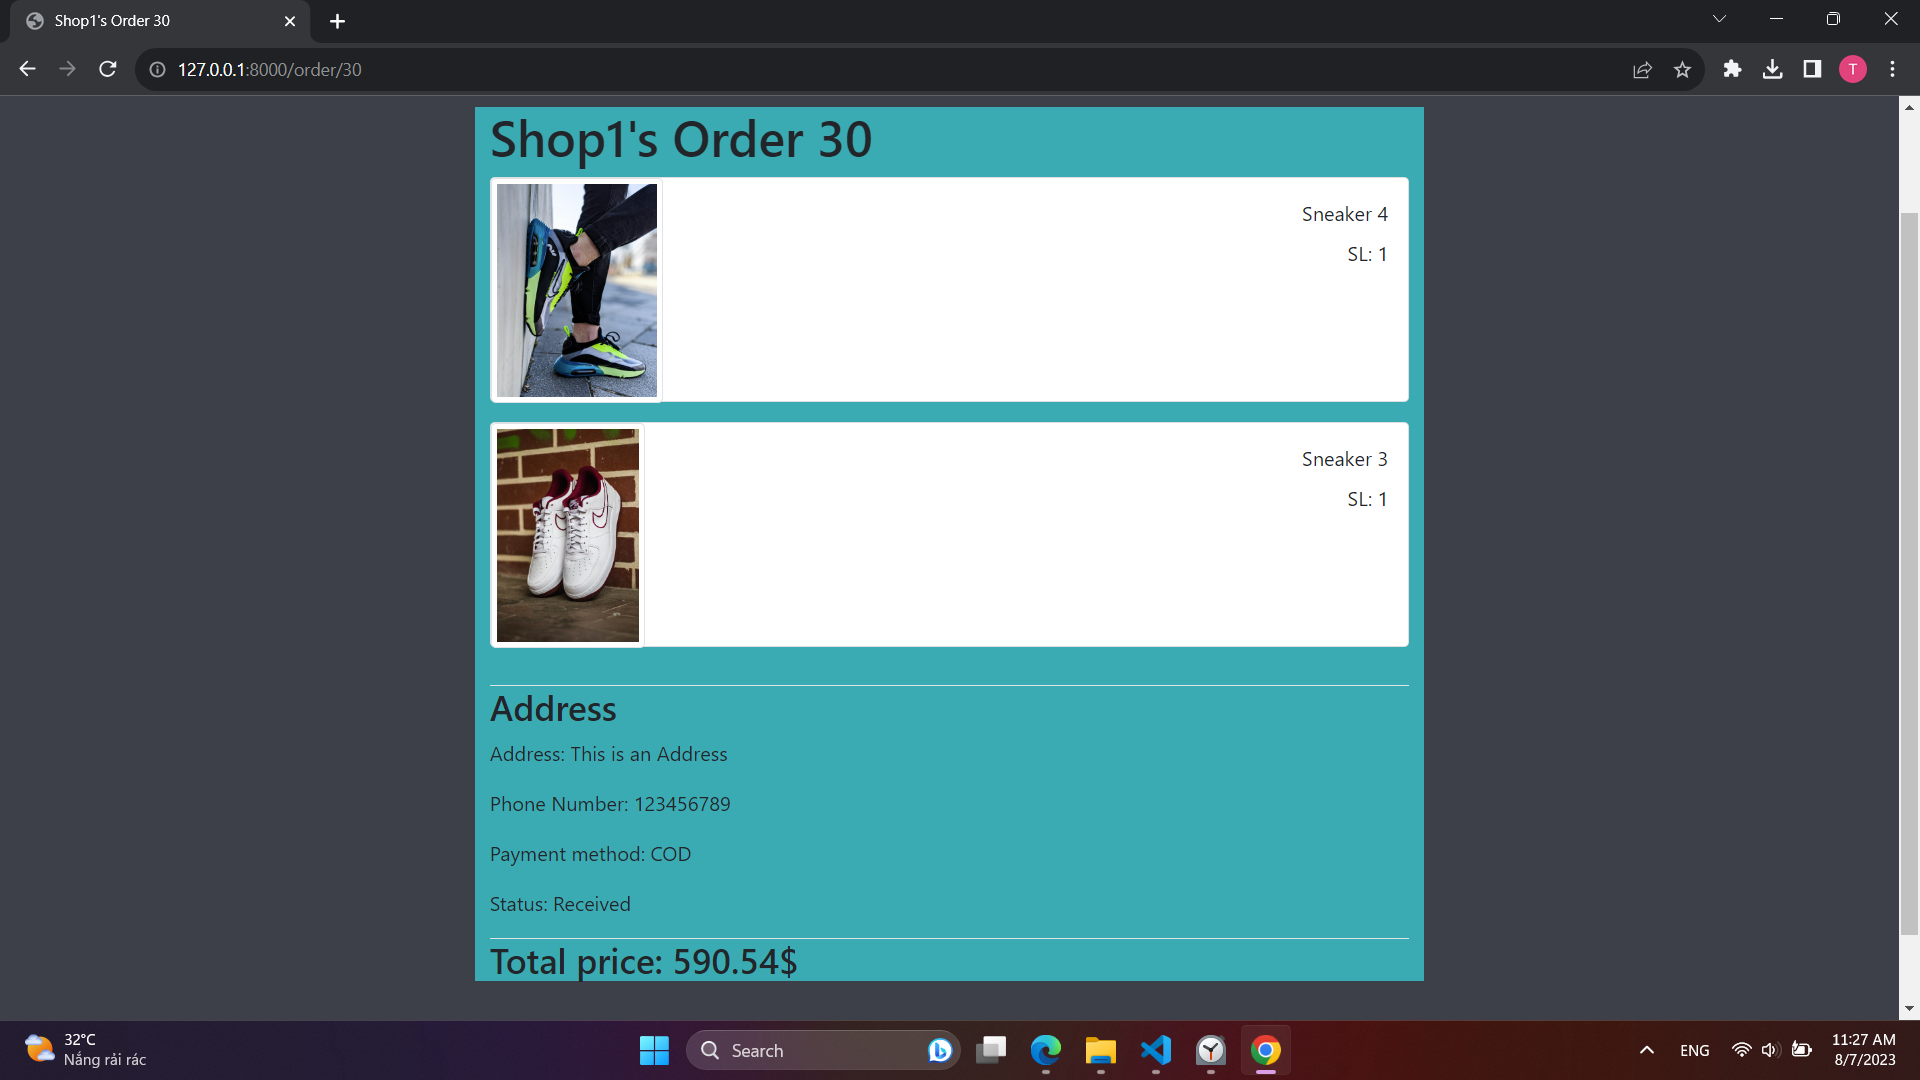 Shop1's Order 30
127.0.0.1:8000/order/30
T
Shop1's Order 30
Sneaker 4
SL: 1
Sneaker 3
SL: 1
Address
Address: This is an Address
Phone Number: 123456789
Payment method: COD
Status: Received
Total price: 590.54$
32°C
Nắng rải rác
Search
ENG
11:27 AM
8/7/2023